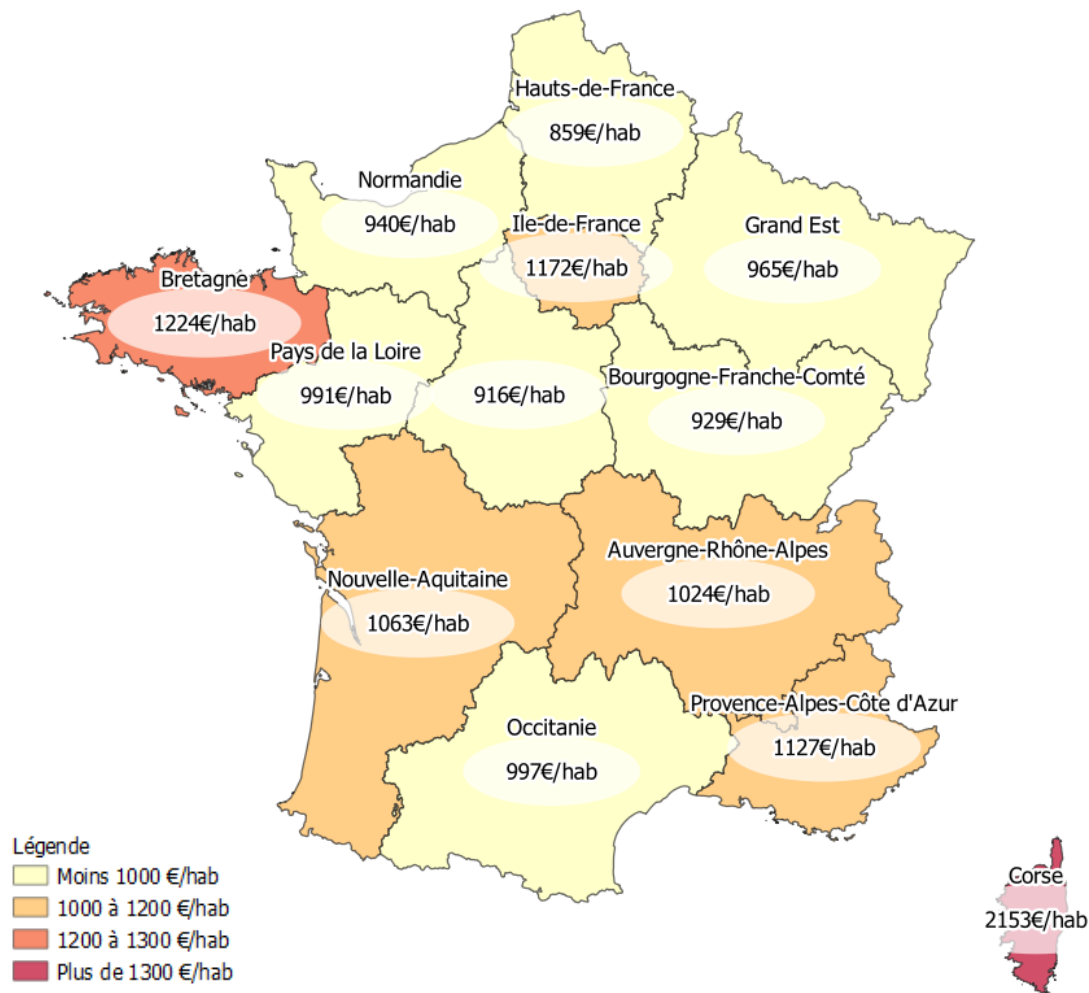 Hauts-de-France
859€/hab
Normandie
940€/hab
Ile-de-France
1172€/hab
Grand Est
965€/hab
Bretagne
1224€/hab
Pays de la Loire
991€/hab
916€/hab
Bourgogne-Franche-Comté
929€/hab
Auvergne-Rhône-Alpes
1024€/hab
Nouvelle-Aquitaine
1063€/hab
Provence-Alpes-Côte d'Azur
1127€/hab
Occitanie
997€/hab
Corse
2153€/hab
Légende
Moins 1000 €/hab
1000 à 1200 €/hab
1200 à 1300 €/hab
Plus de 1300 €/hab